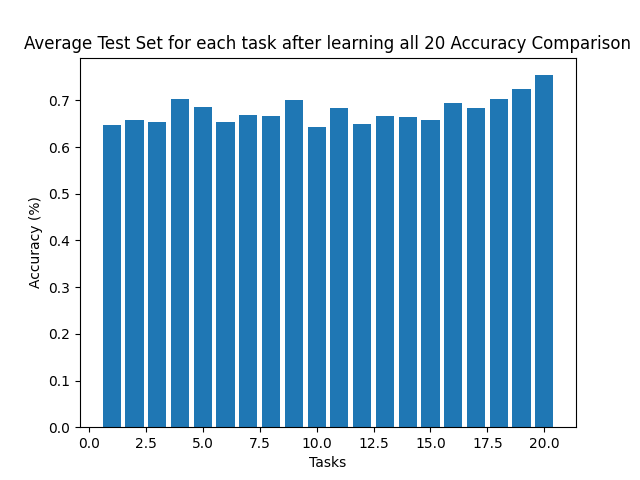 Average Test Set for each task after learning all 20 Accuracy Comparison
Accuracy (%)
0.7
0.6
0.5
0.4
0.3
0.2
0.1
0.0
0.0 2.5 5.0 7.5 10.0 12.5 15.0 17.5 20.0
Tasks